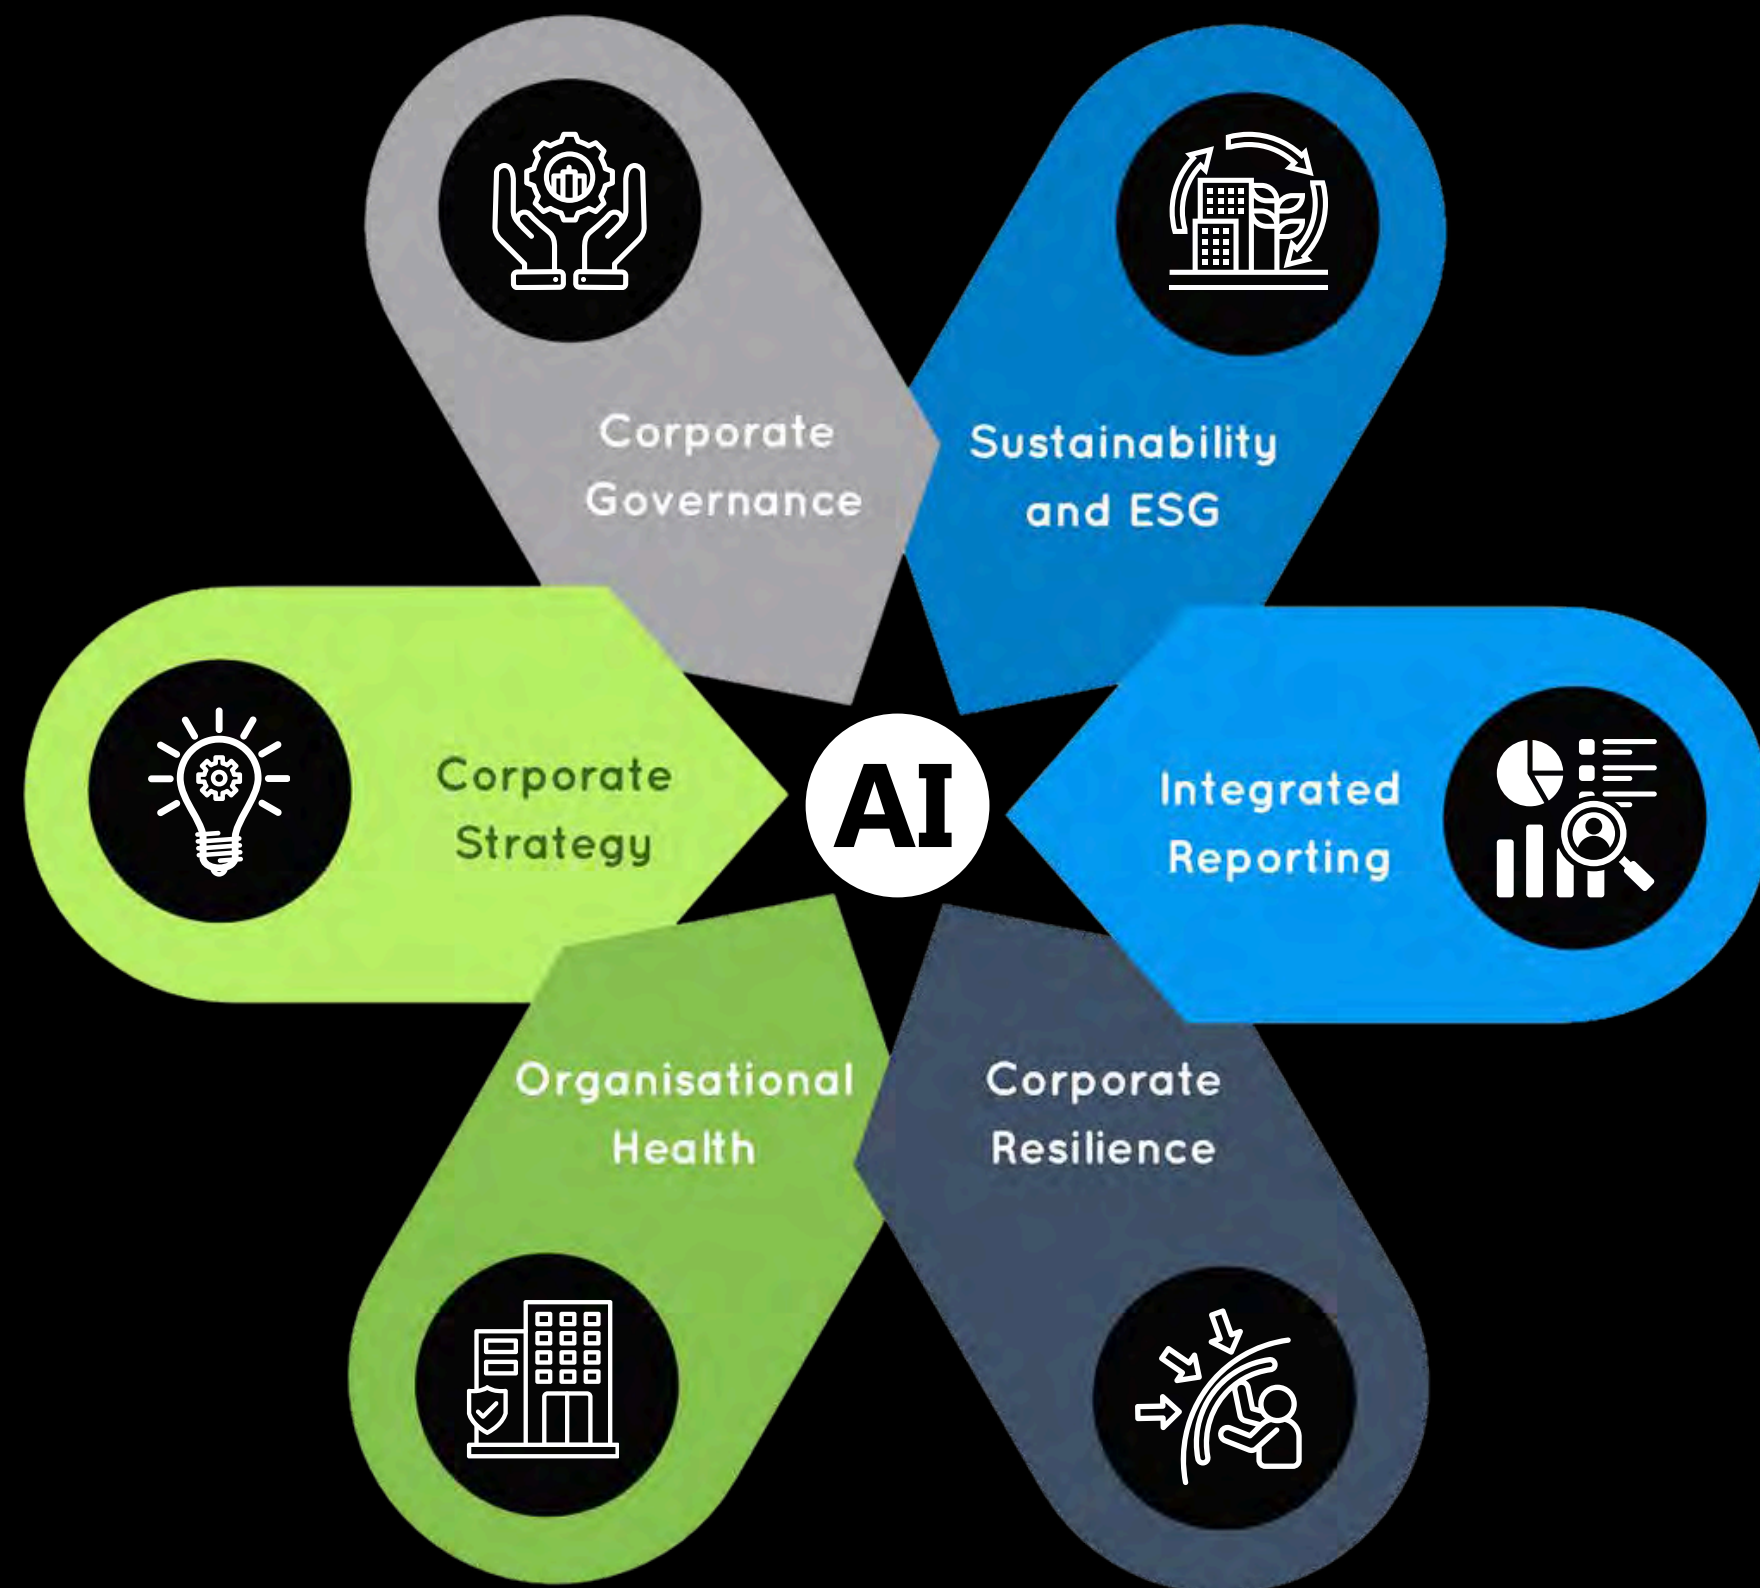 Corporate
Governance
Sustainability
and ESG
Corporate
Strategy
AI
Integrated
Reporting
Organisational
Health
Corporate
Resilience